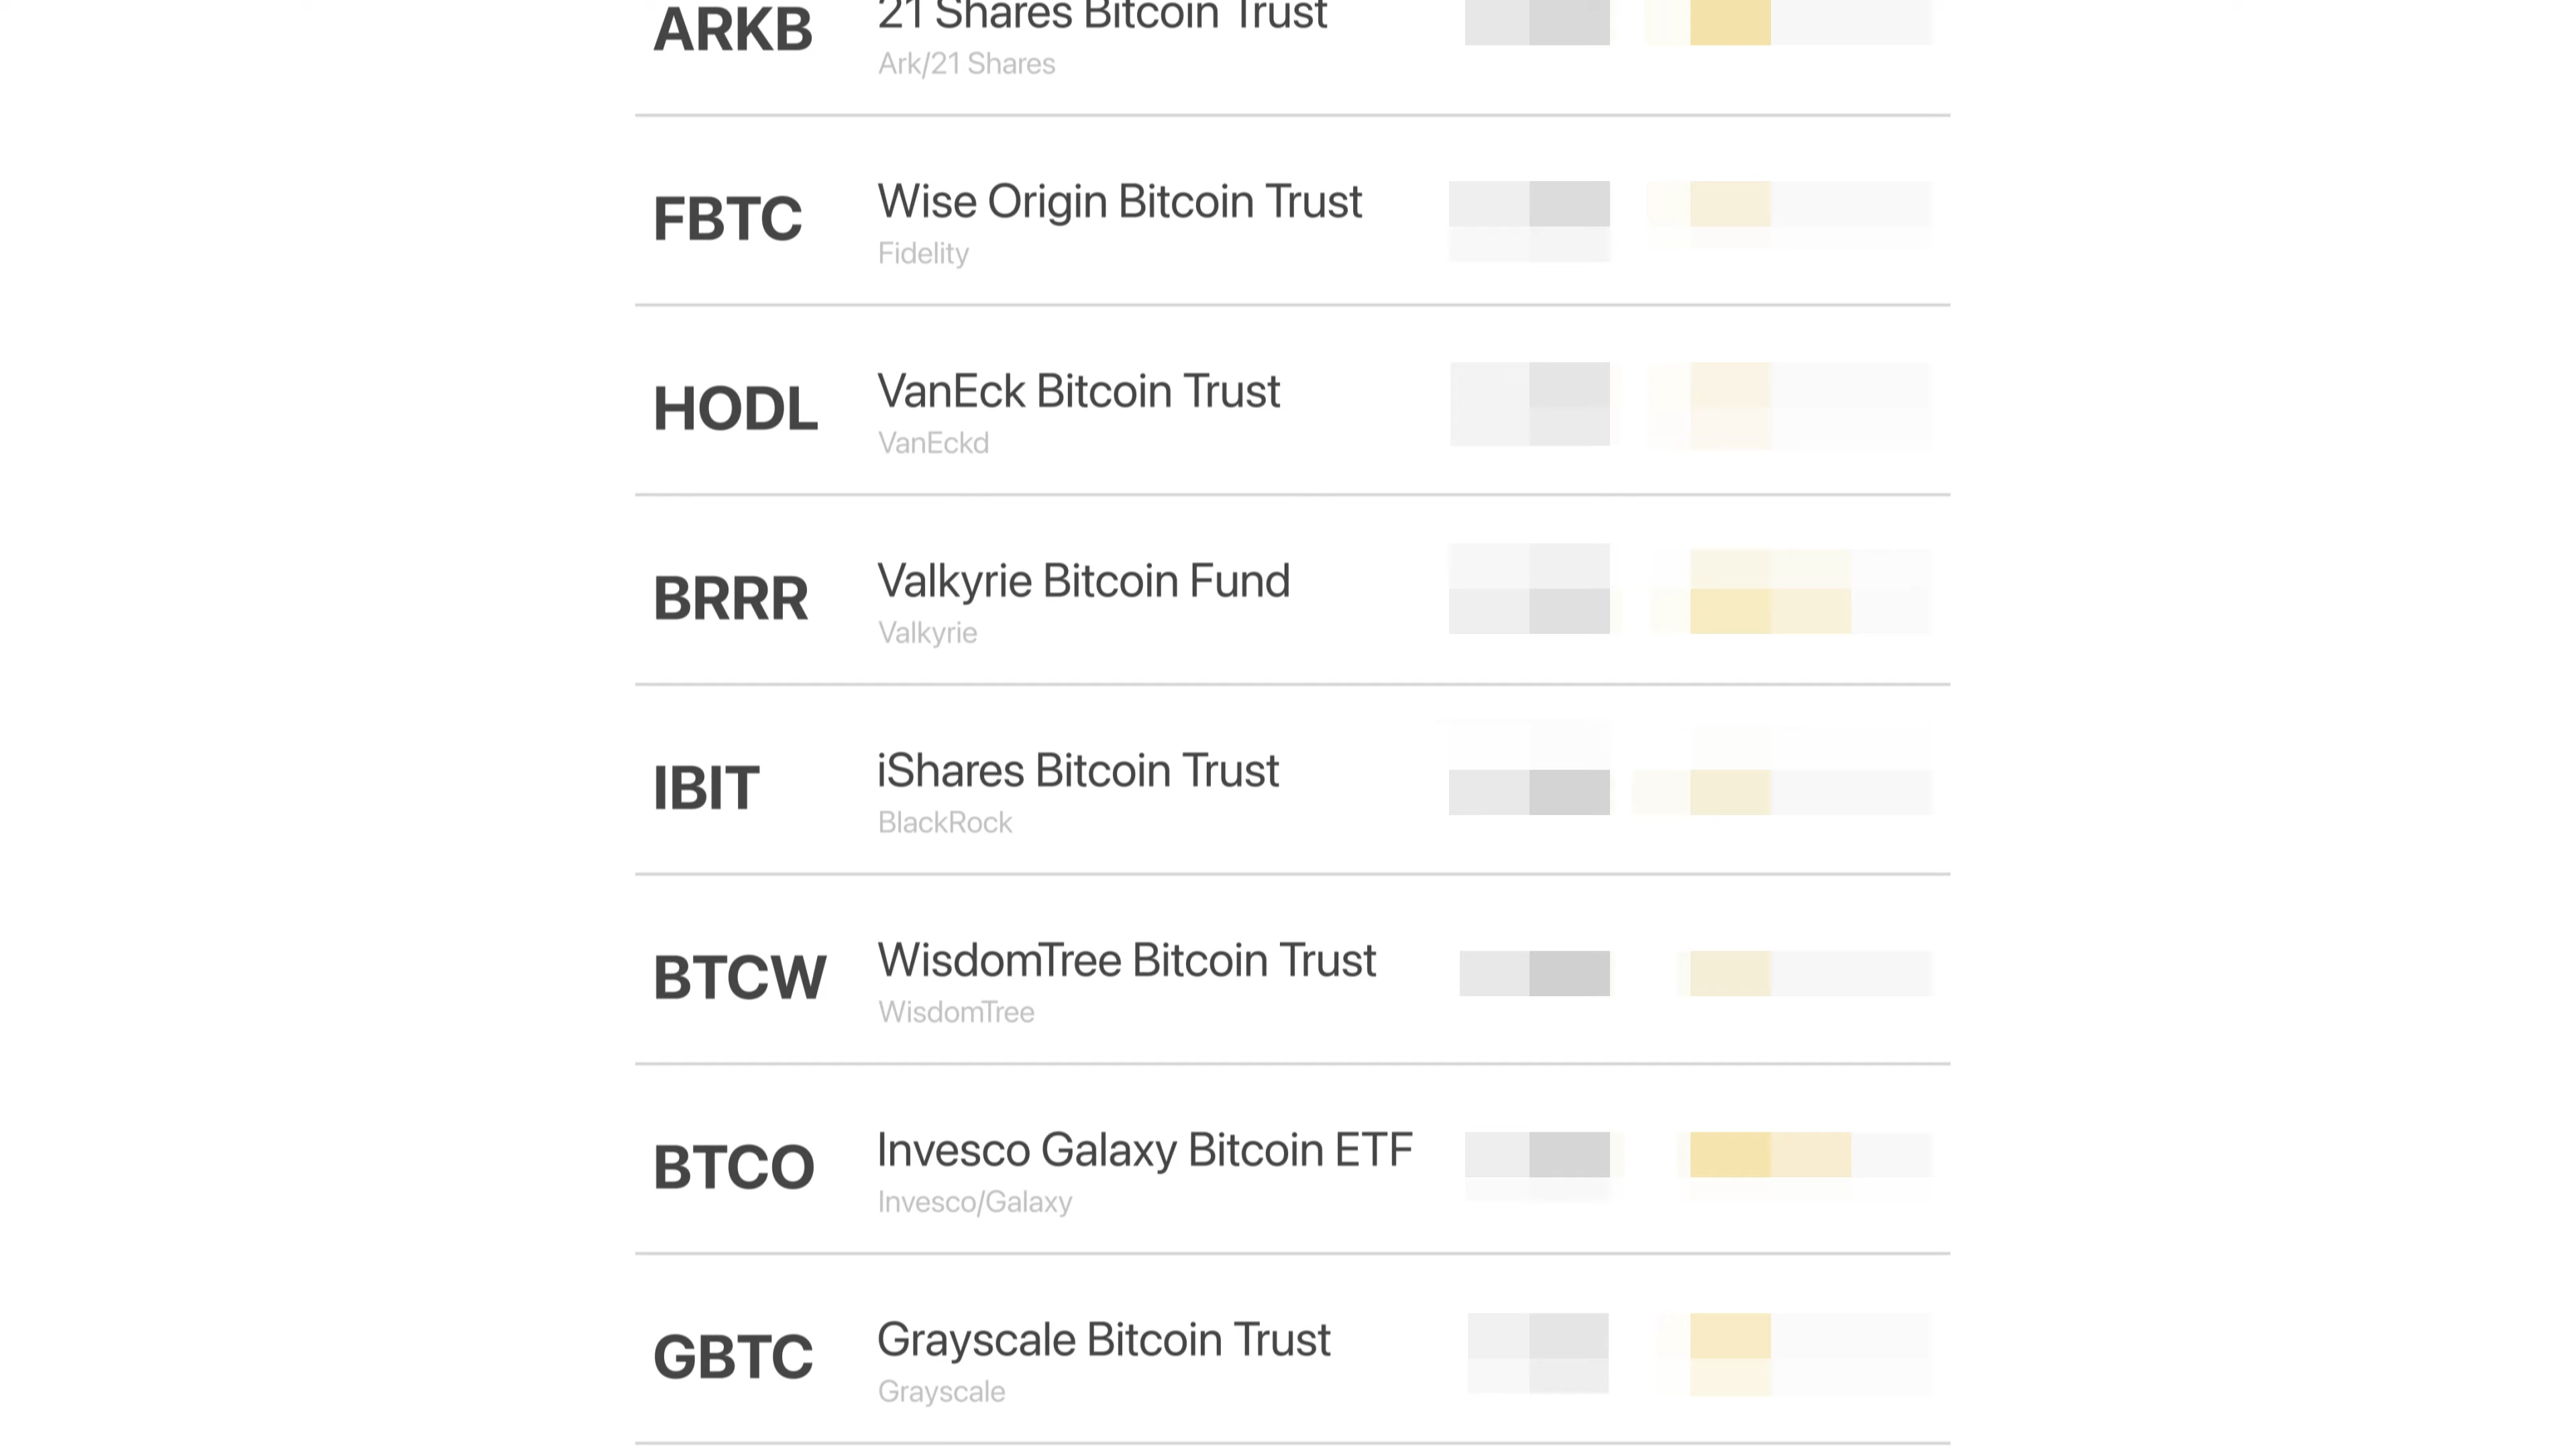 ARKB
21 Shares Bitcoin Trust
Ark/21 Shares
FBTC
Wise Origin Bitcoin Trust
Fidelity
HODL
VanEck Bitcoin Trust
VanEckd
BRRR
Valkyrie Bitcoin Fund
Valkyrie
IBIT
iShares Bitcoin Trust
BlackRock
BTCW
WisdomTree Bitcoin Trust
WisdomTree
BTCO
Invesco Galaxy Bitcoin ETF
Invesco/Galaxy
GBTC
Grayscale Bitcoin Trust
Grayscale